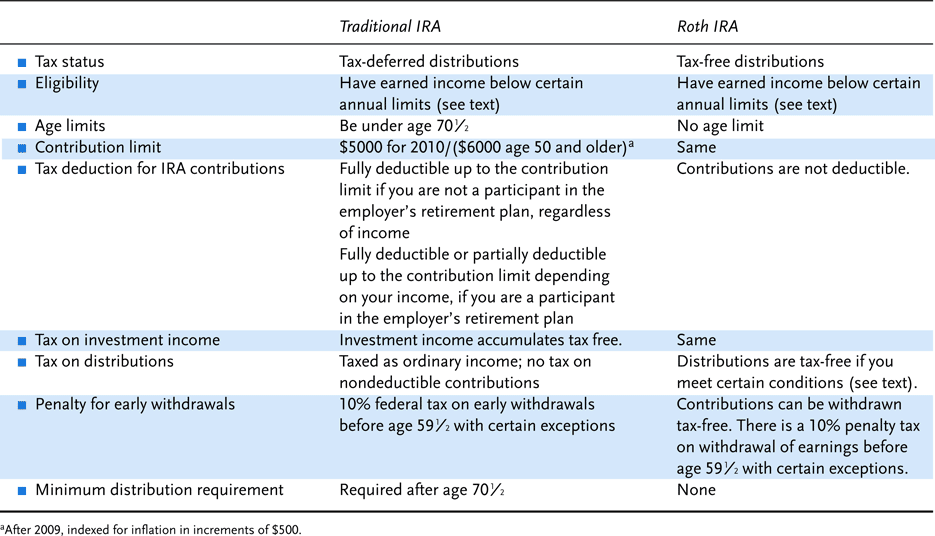 Traditional IRA Roth IRA
Tax status Tax-deferred distributions Tax-free distributions
Eligibility Have earned income below certain Have earned income below certain
annual limits (see text) annual limits (see text)
Age limits Be under age 70½ No age limit
Contribution limit $5000 for 2010/($6000 age 50 and older)ᵃ Same
Tax deduction for IRA contributions Fully deductible up to the contribution Contributions are not deductible.
limit if you are not a participant in the
employer’s retirement plan, regardless
of income
Fully deductible or partially deductible
up to the contribution limit depending
on your income, if you are a participant
in the employer’s retirement plan
Tax on investment income Investment income accumulates tax free. Same
Tax on distributions Taxed as ordinary income; no tax on Distributions are tax-free if you
nondeductible contributions meet certain conditions (see text).
Penalty for early withdrawals 10% federal tax on early withdrawals Contributions can be withdrawn
before age 59½ with certain exceptions tax-free. There is a 10% penalty tax
on withdrawal of earnings before
age 59½ with certain exceptions.
Minimum distribution requirement Required after age 70½ None
ᵃAfter 2009, indexed for inflation in increments of $500.